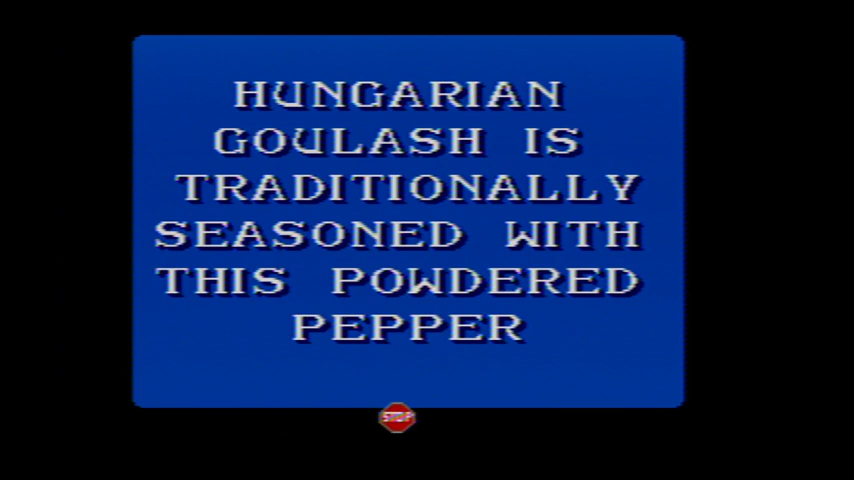 HUNGARIAN
GOULASH IS
TRADITIONALLY
SEASONED WITH
THIS POWDERED
PEPPER
STOP